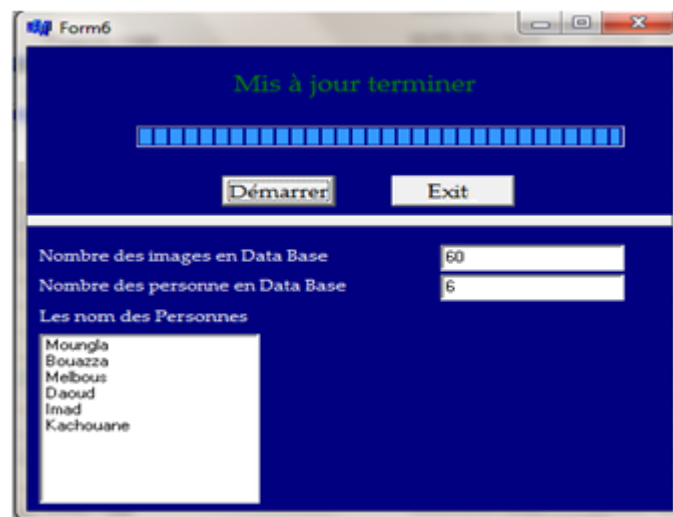 Form6
Mis à jour terminer
Démarrer Exit
Nombre des images en Data Base 60
Nombre des personne en Data Base 6
Les nom des Personnes
Moungla
Bouazza
Melbous
Daoud
Imad
Kachouane